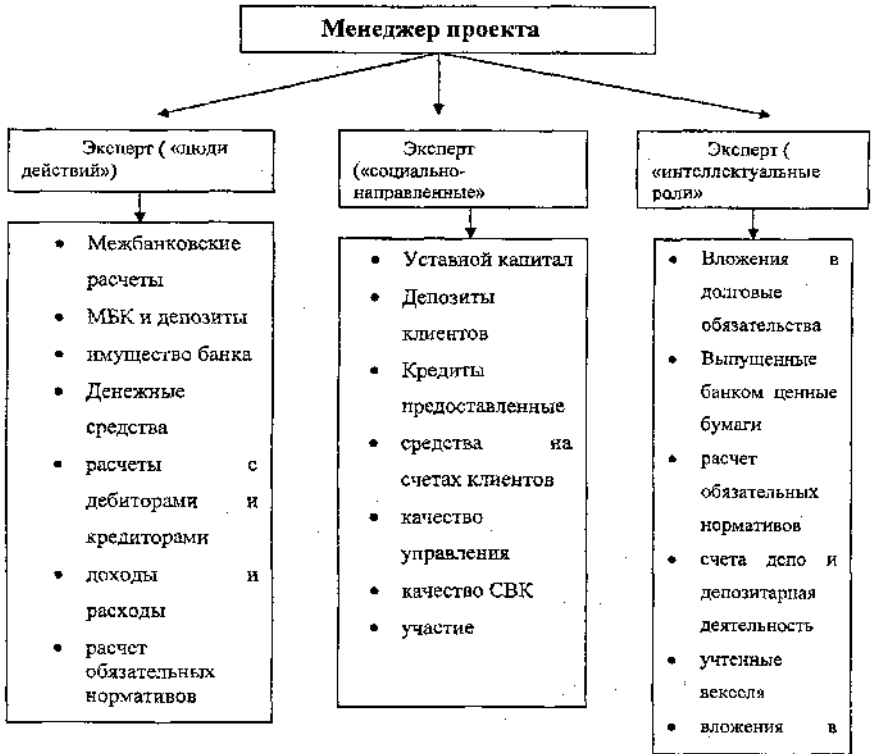 Менеджер проекта
Эксперт ( «люди
действий»)
• Межбанковские
расчеты
• МБК и депозиты
• имущество банка
• Денежные
средства
• расчеты с
дебиторами и
кредиторами
• доходы и
расходы
• расчет
обязательных
нормативов
Эксперт
(«социально-
направленные»
• Уставной капитал
• Депозиты
клиентов
• Кредиты
предоставленные
• средства на
счетах клиентов
• качество
управления
• качество СВК
• участие
Эксперт (
«интеллектуальные
роли»
• Вложения в
долговые
обязательства
• Выпущенные
банком ценные
бумаги
• расчет
обязательных
нормативов
• счета депо и
депозитарная
деятельность
• учтенные
векселя
• вложения в